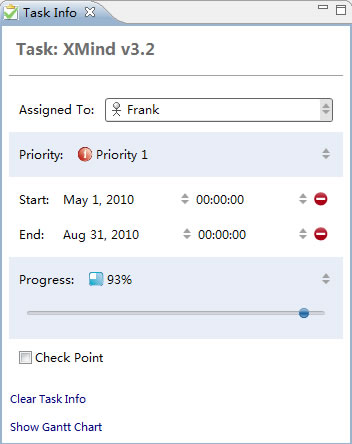 Task Info
Task: XMind v3.2
Assigned To: Frank
Priority: Priority 1
Start: May 1, 2010 00:00:00
End: Aug 31, 2010 00:00:00
Progress: 93%
Check Point
Clear Task Info
Show Gantt Chart